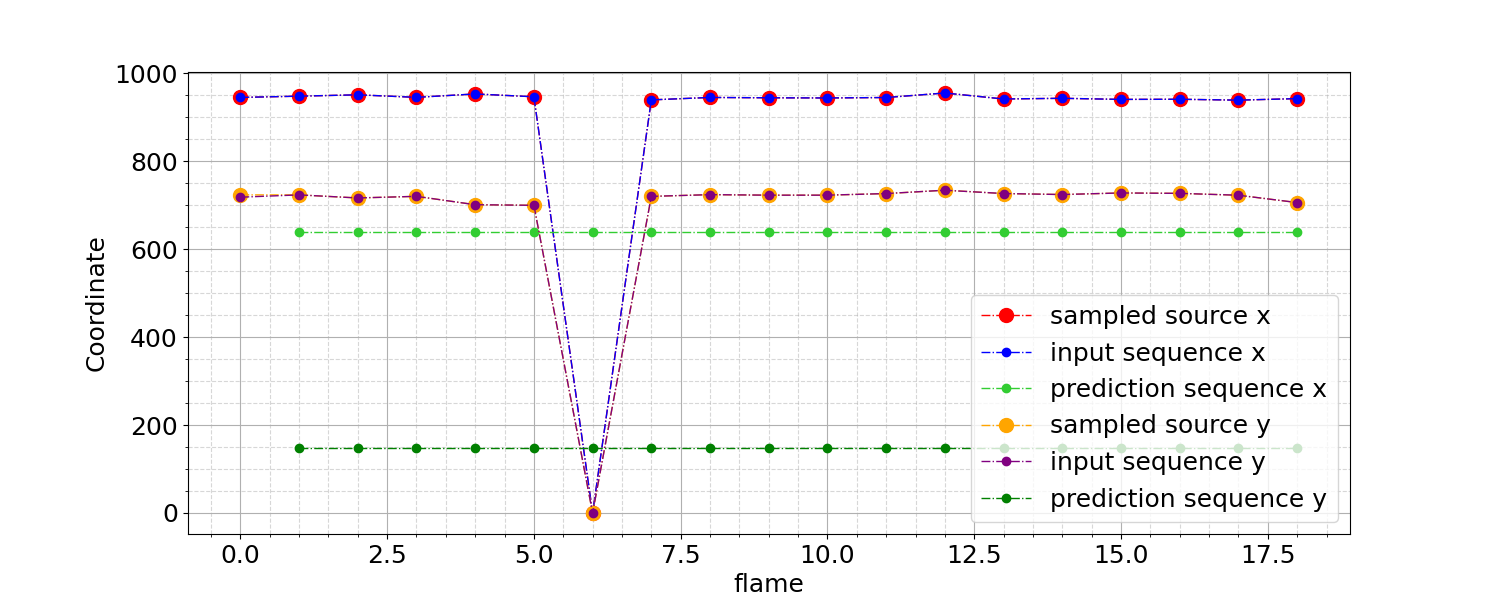 1000
800
600
400
200
0
Coordinate
sampled source x
input sequence x
prediction sequence x
sampled source y
input sequence y
prediction sequence y
0.0 2.5 5.0 7.5 10.0 12.5 15.0 17.5
flame